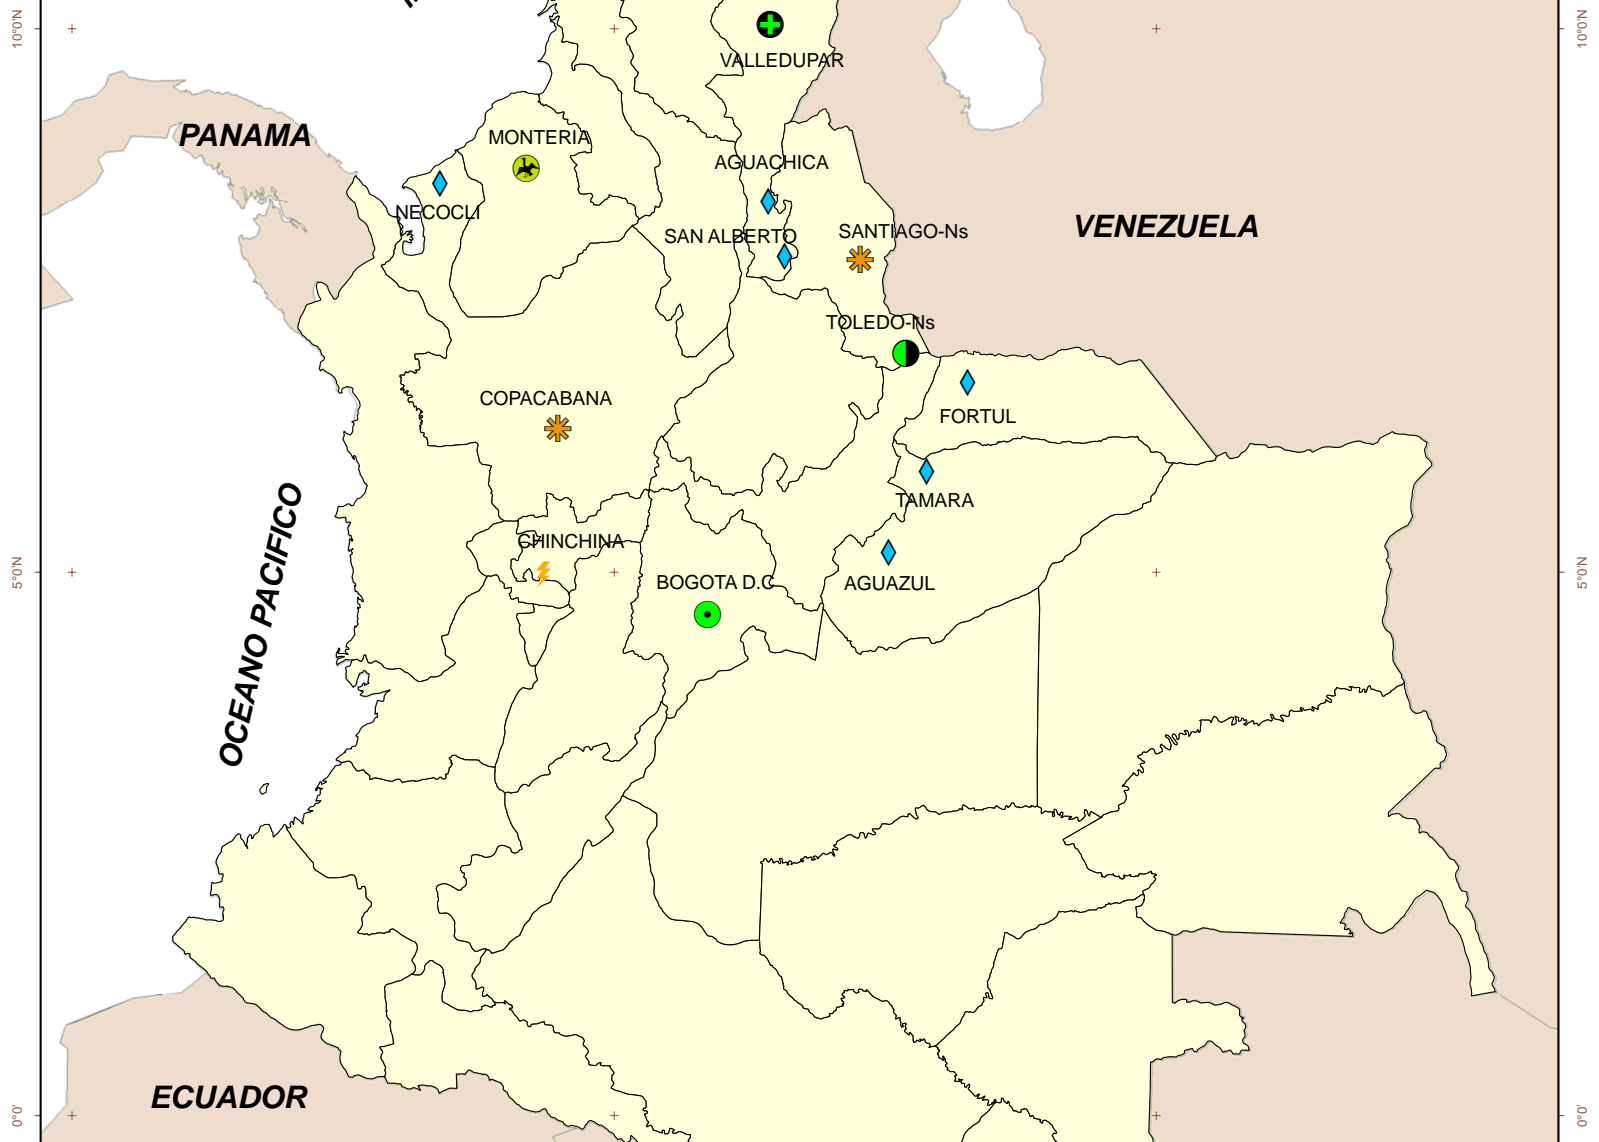 10°0'N
10°0'N
VALLEDUPAR
PANAMA
MONTERIA
AGUACHICA
NECOCLI
VENEZUELA
SAN ALBERTO
SANTIAGO-Ns
TOLEDO-Ns
COPACABANA
FORTUL
TAMARA
OCEANO PACIFICO
CHINCHINA
5°0'N
5°0'N
BOGOTA D.C
AGUAZUL
ECUADOR
0°0'
0°0'